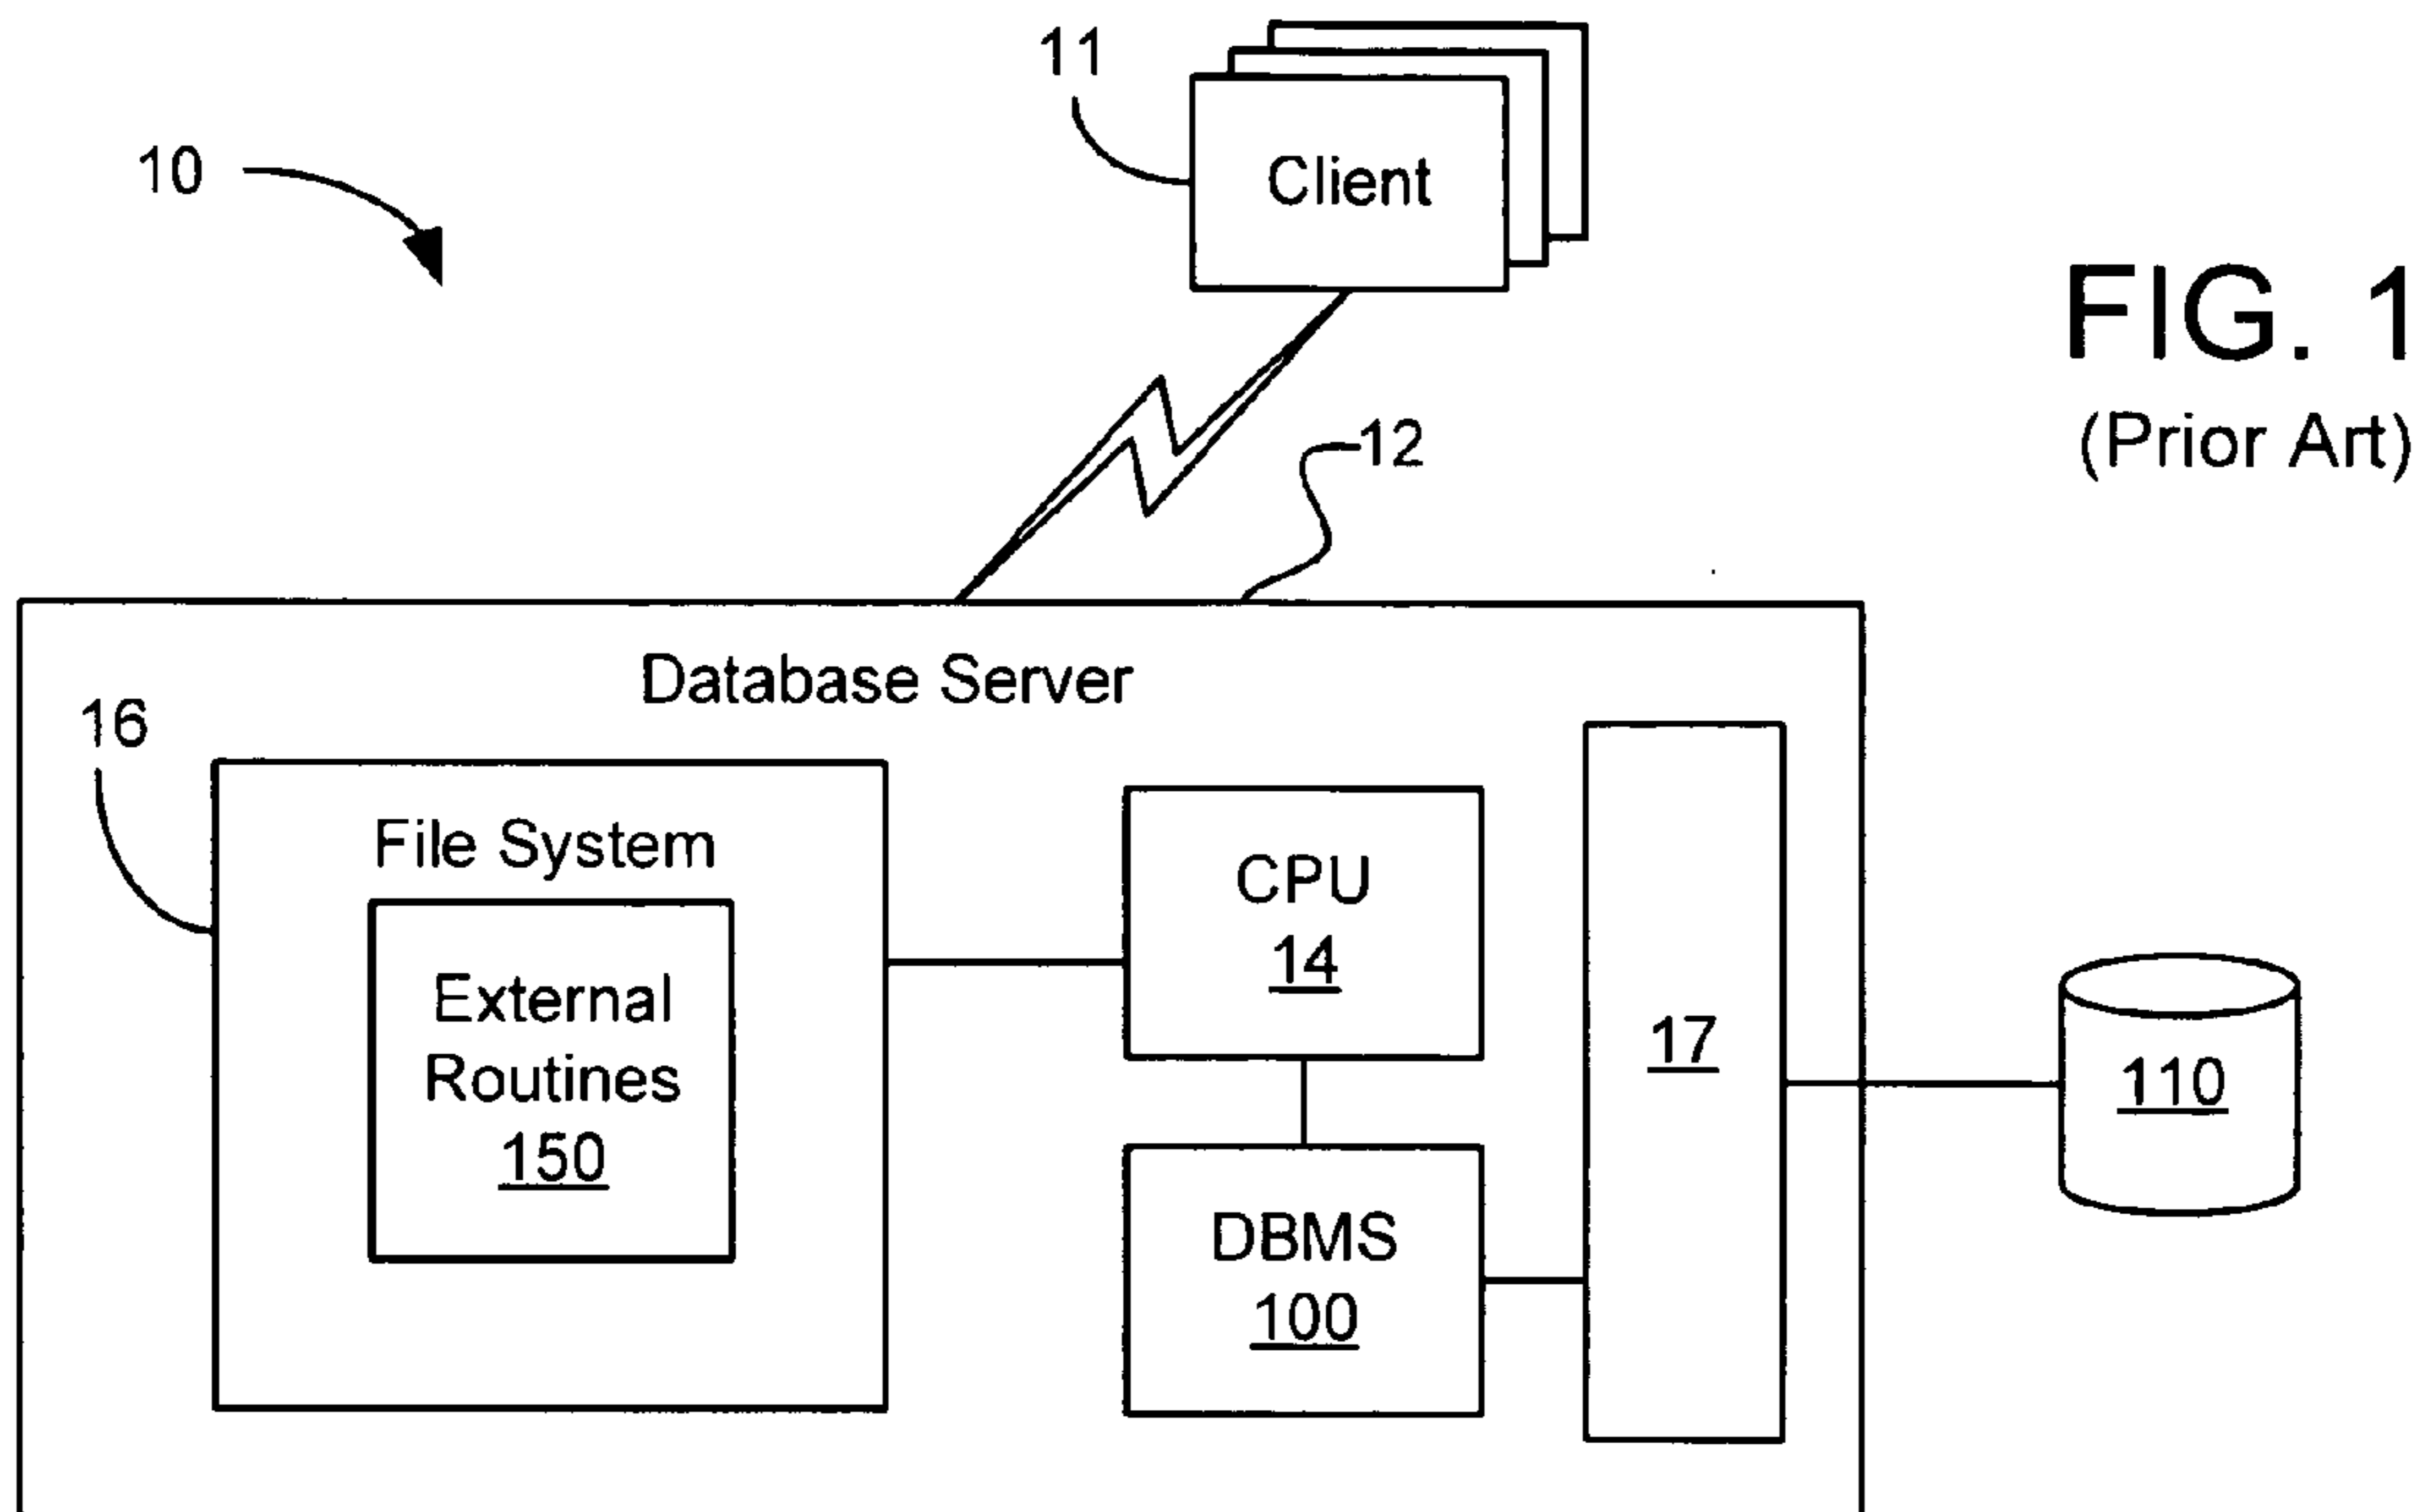 11
10
Client
FIG. 1
(Prior Art)
12
Database Server
16
File System
CPU
14
External
Routines
150
17
110
DBMS
100